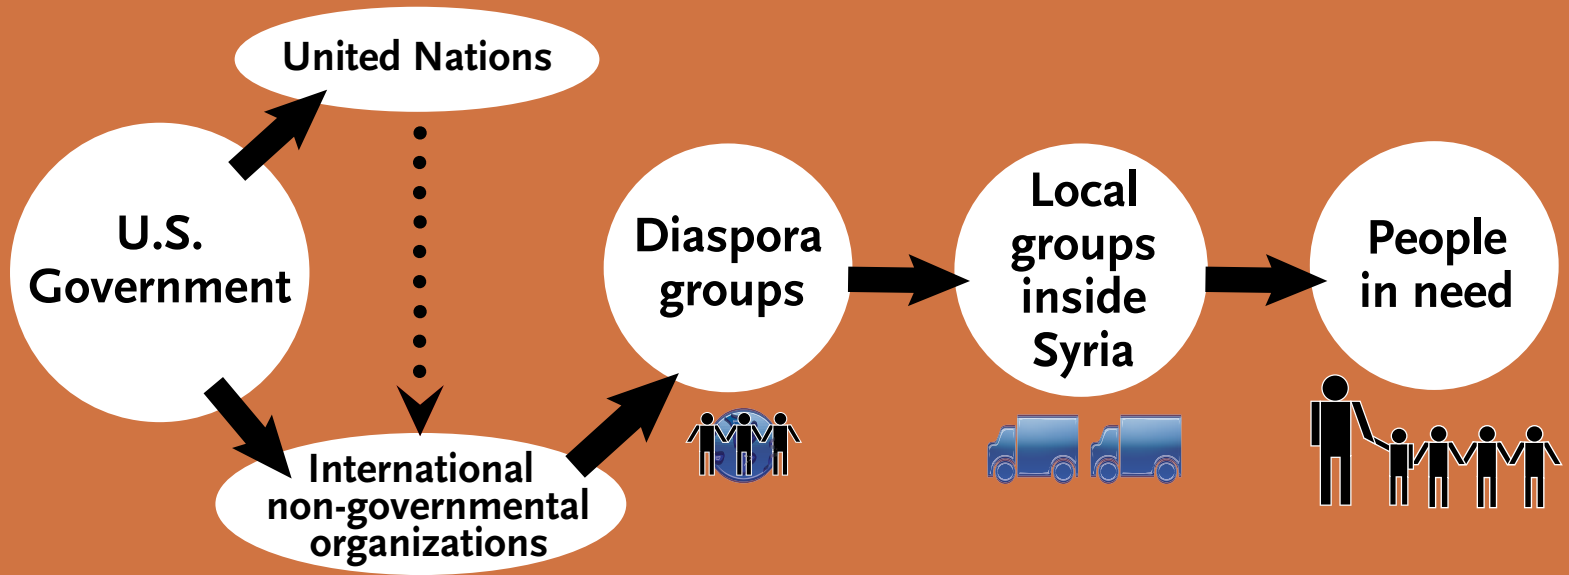 United Nations
U.S.
Government
International
non-governmental
organizations
Diaspora
groups
Local
groups
inside
Syria
People
in need